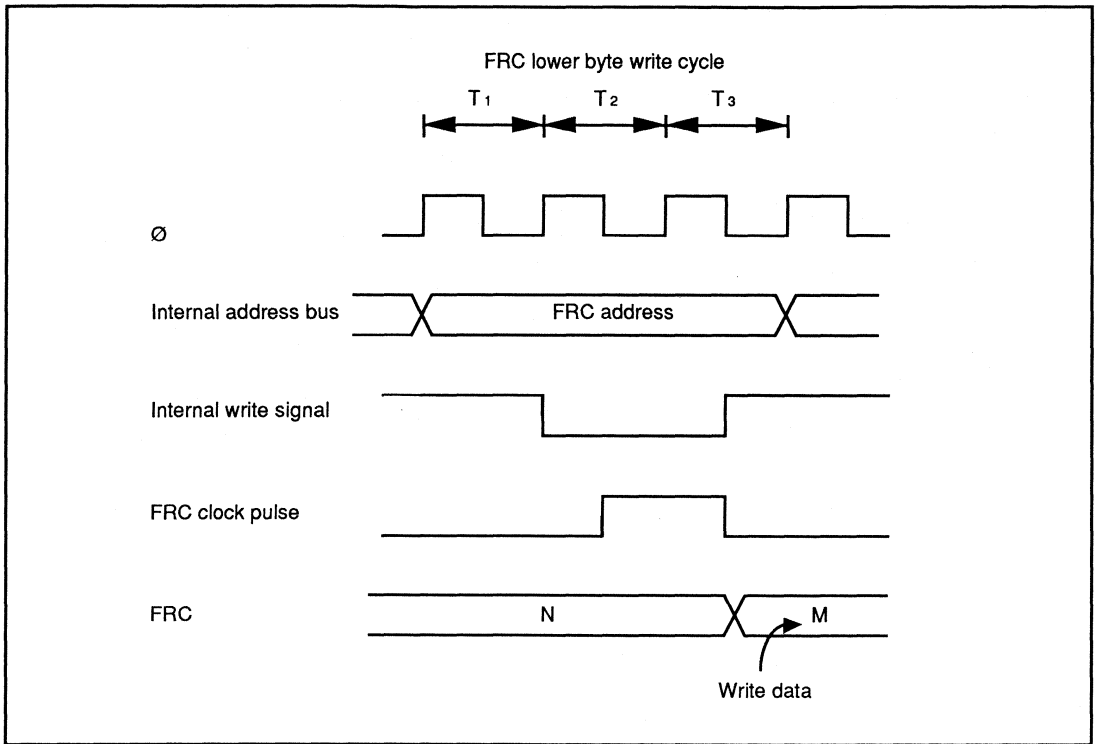 FRC lower byte write cycle
T1 T2 T3
Ø
Internal address bus
FRC address
Internal write signal
FRC clock pulse
FRC
N
M
Write data